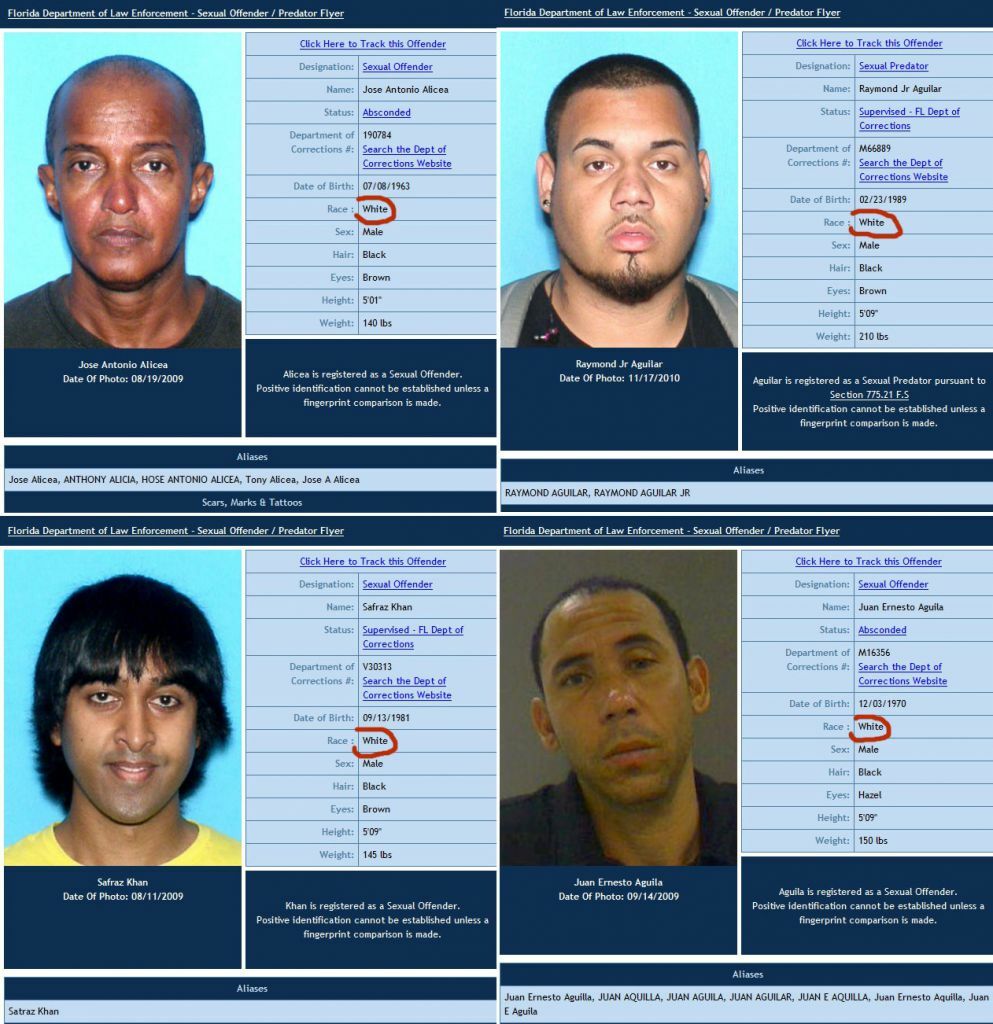 Florida Department of Law Enforcement - Sexual Offender / Predator Flyer
Click Here to Track this Offender
Designation: Sexual Offender
Name: Jose Antonio Alicea
Status: Absconded
Department of Corrections #: 190784
Search the Dept of
Corrections Website
Date of Birth: 07/08/1963
Race : White
Sex: Male
Hair: Black
Eyes: Brown
Height: 5'01"
Weight: 140 lbs
Jose Antonio Alicea
Date Of Photo: 08/19/2009
Alicea is registered as a Sexual Offender.
Positive identification cannot be established unless a
fingerprint comparison is made.
Aliases
Jose Alicea, ANTHONY ALICIA, HOSE ANTONIO ALICEA, Tony Alicea, Jose A Alicea
Scars, Marks & Tattoos
Florida Department of Law Enforcement - Sexual Offender / Predator Flyer
Click Here to Track this Offender
Designation: Sexual Predator
Name: Raymond Jr Aguilar
Status: Supervised - FL Dept of
Corrections
Department of Corrections #: M66889
Search the Dept of
Corrections Website
Date of Birth: 02/23/1989
Race : White
Sex: Male
Hair: Black
Eyes: Brown
Height: 5'09"
Weight: 210 lbs
Raymond Jr Aguilar
Date Of Photo: 11/17/2010
Aguilar is registered as a Sexual Predator pursuant to
Section 775.21 F.S
Positive identification cannot be established unless a
fingerprint comparison is made.
Aliases
RAYMOND AGUILAR, RAYMOND AGUILAR JR
Florida Department of Law Enforcement - Sexual Offender / Predator Flyer
Click Here to Track this Offender
Designation: Sexual Offender
Name: Safraz Khan
Status: Supervised - FL Dept of
Corrections
Department of Corrections #: V30313
Search the Dept of
Corrections Website
Date of Birth: 09/13/1981
Race : White
Sex: Male
Hair: Black
Eyes: Brown
Height: 5'09"
Weight: 145 lbs
Safraz Khan
Date Of Photo: 08/11/2009
Khan is registered as a Sexual Offender.
Positive identification cannot be established unless a
fingerprint comparison is made.
Aliases
Satraz Khan
Florida Department of Law Enforcement - Sexual Offender / Predator Flyer
Click Here to Track this Offender
Designation: Sexual Offender
Name: Juan Ernesto Aguila
Status: Absconded
Department of Corrections #: M16356
Search the Dept of
Corrections Website
Date of Birth: 12/03/1970
Race : White
Sex: Male
Hair: Black
Eyes: Hazel
Height: 5'09"
Weight: 150 lbs
Juan Ernesto Aguila
Date Of Photo: 09/14/2009
Aguila is registered as a Sexual Offender.
Positive identification cannot be established unless a
fingerprint comparison is made.
Aliases
Juan Ernesto Aguilla, JUAN AQUILLA, JUAN AGUILA, JUAN AGUILAR, JUAN E AQUILLA, Juan Ernesto Aquilla, Juan
E Aguila